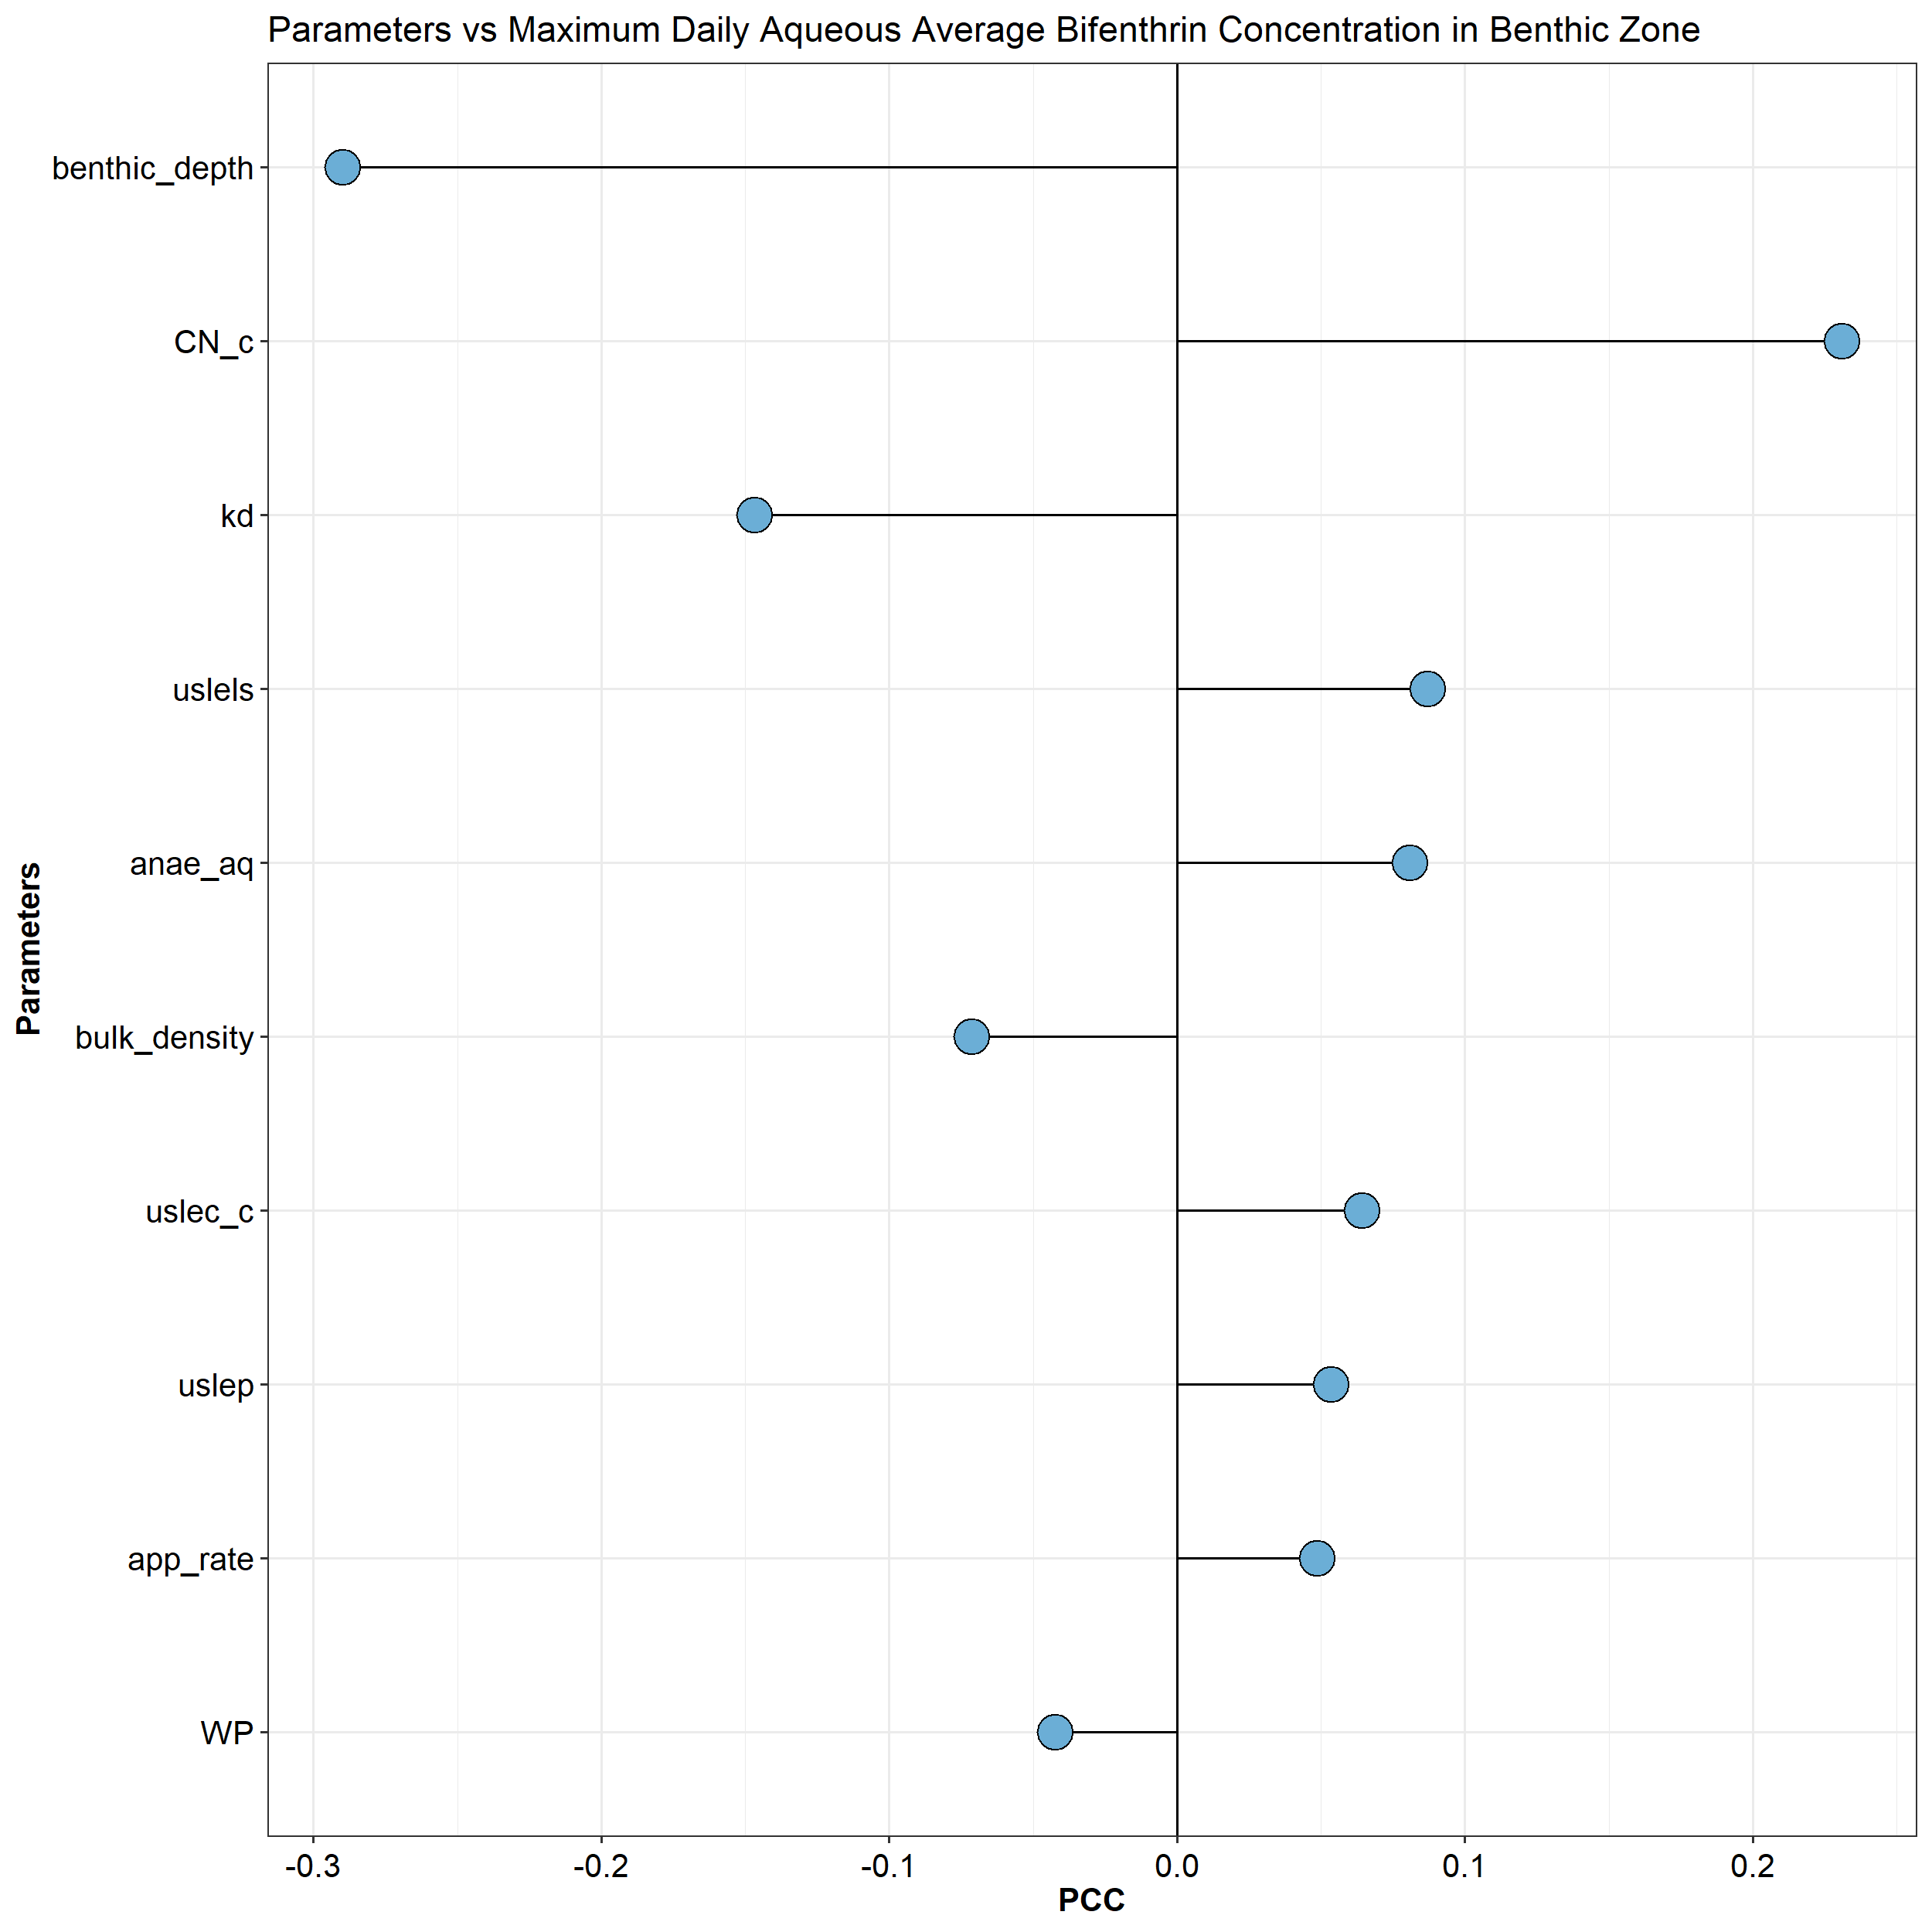 Parameters vs Maximum Daily Aqueous Average Bifenthrin Concentration in Benthic Zone
Parameters
benthic_depth
CN_c
kd
uslels
anae_aq
bulk_density
uslec_c
uslep
app_rate
WP
-0.3 -0.2 -0.1 0.0 0.1 0.2
PCC